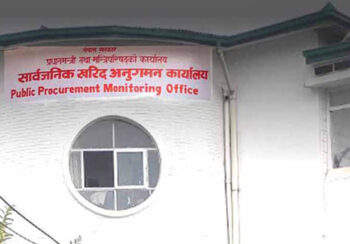 नेपाल सरकार
प्रधानमन्त्री तथा मन्त्रिपरिषद्को कार्यालय
सार्वजनिक खरिद अनुगमन कार्यालय
Public Procurement Monitoring Office